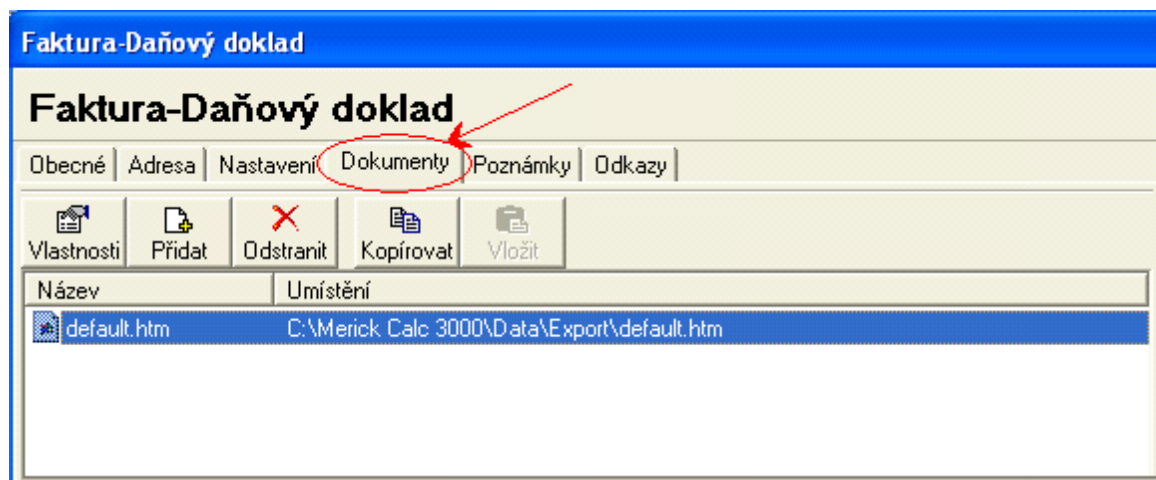 Faktura-Daňový doklad
Faktura-Daňový doklad
Obecné Adresa Nastavení Dokumenty Poznámky Odkazy
Vlastnosti Přidat Odstranit Kopírovat Vložit
Název Umístění
default.htm C:\Merick Calc 3000\Data\Export\default.htm